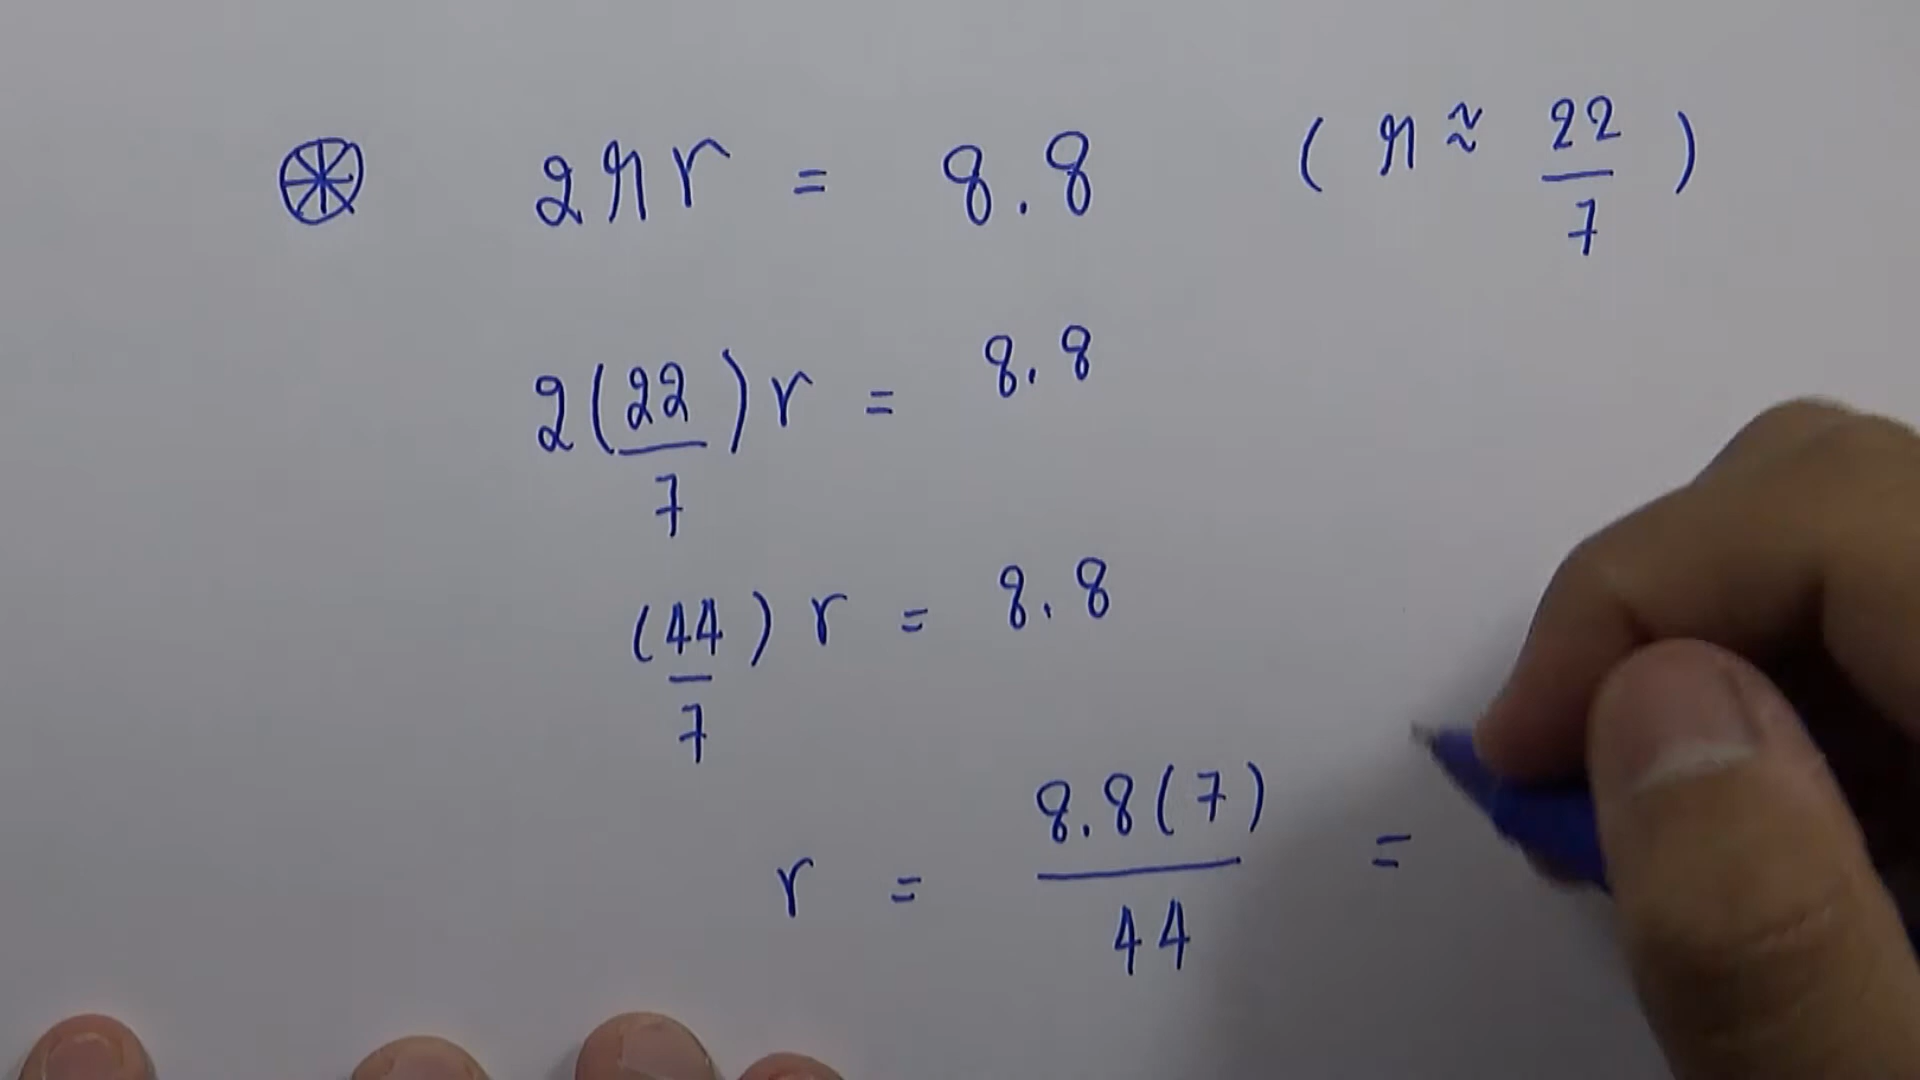 2πr = 8.8 (π ≈ 22/7)
2(22/7)r = 8.8
(44/7)r = 8.8
r = 8.8(7)/44 =